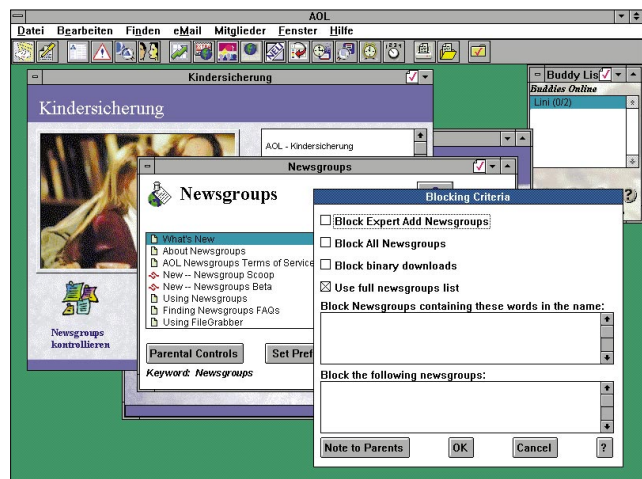 AOL
Datei Bearbeiten Finden eMail Mitglieder Fenster Hilfe
Kindersicherung
Buddy Lis
Buddies Online
Lini (0/2)
Kindersicherung
AOL - Kindersicherung
Newsgroups
Newsgroups
Blocking Criteria
What's New
About Newsgroups
AOL Newsgroups Terms of Service
New -- Newsgroup Scoop
New -- Newsgroups Beta
Using Newsgroups
Finding Newsgroups FAQs
Using FileGrabber
Block Expert Add Newsgroups
Block All Newsgroups
Block binary downloads
Use full newsgroups list
Block Newsgroups containing these words in the name:
Newsgroups
kontrollieren
Parental Controls
Set Pref
Keyword: Newsgroups
Block the following newsgroups:
Note to Parents
OK
Cancel
?